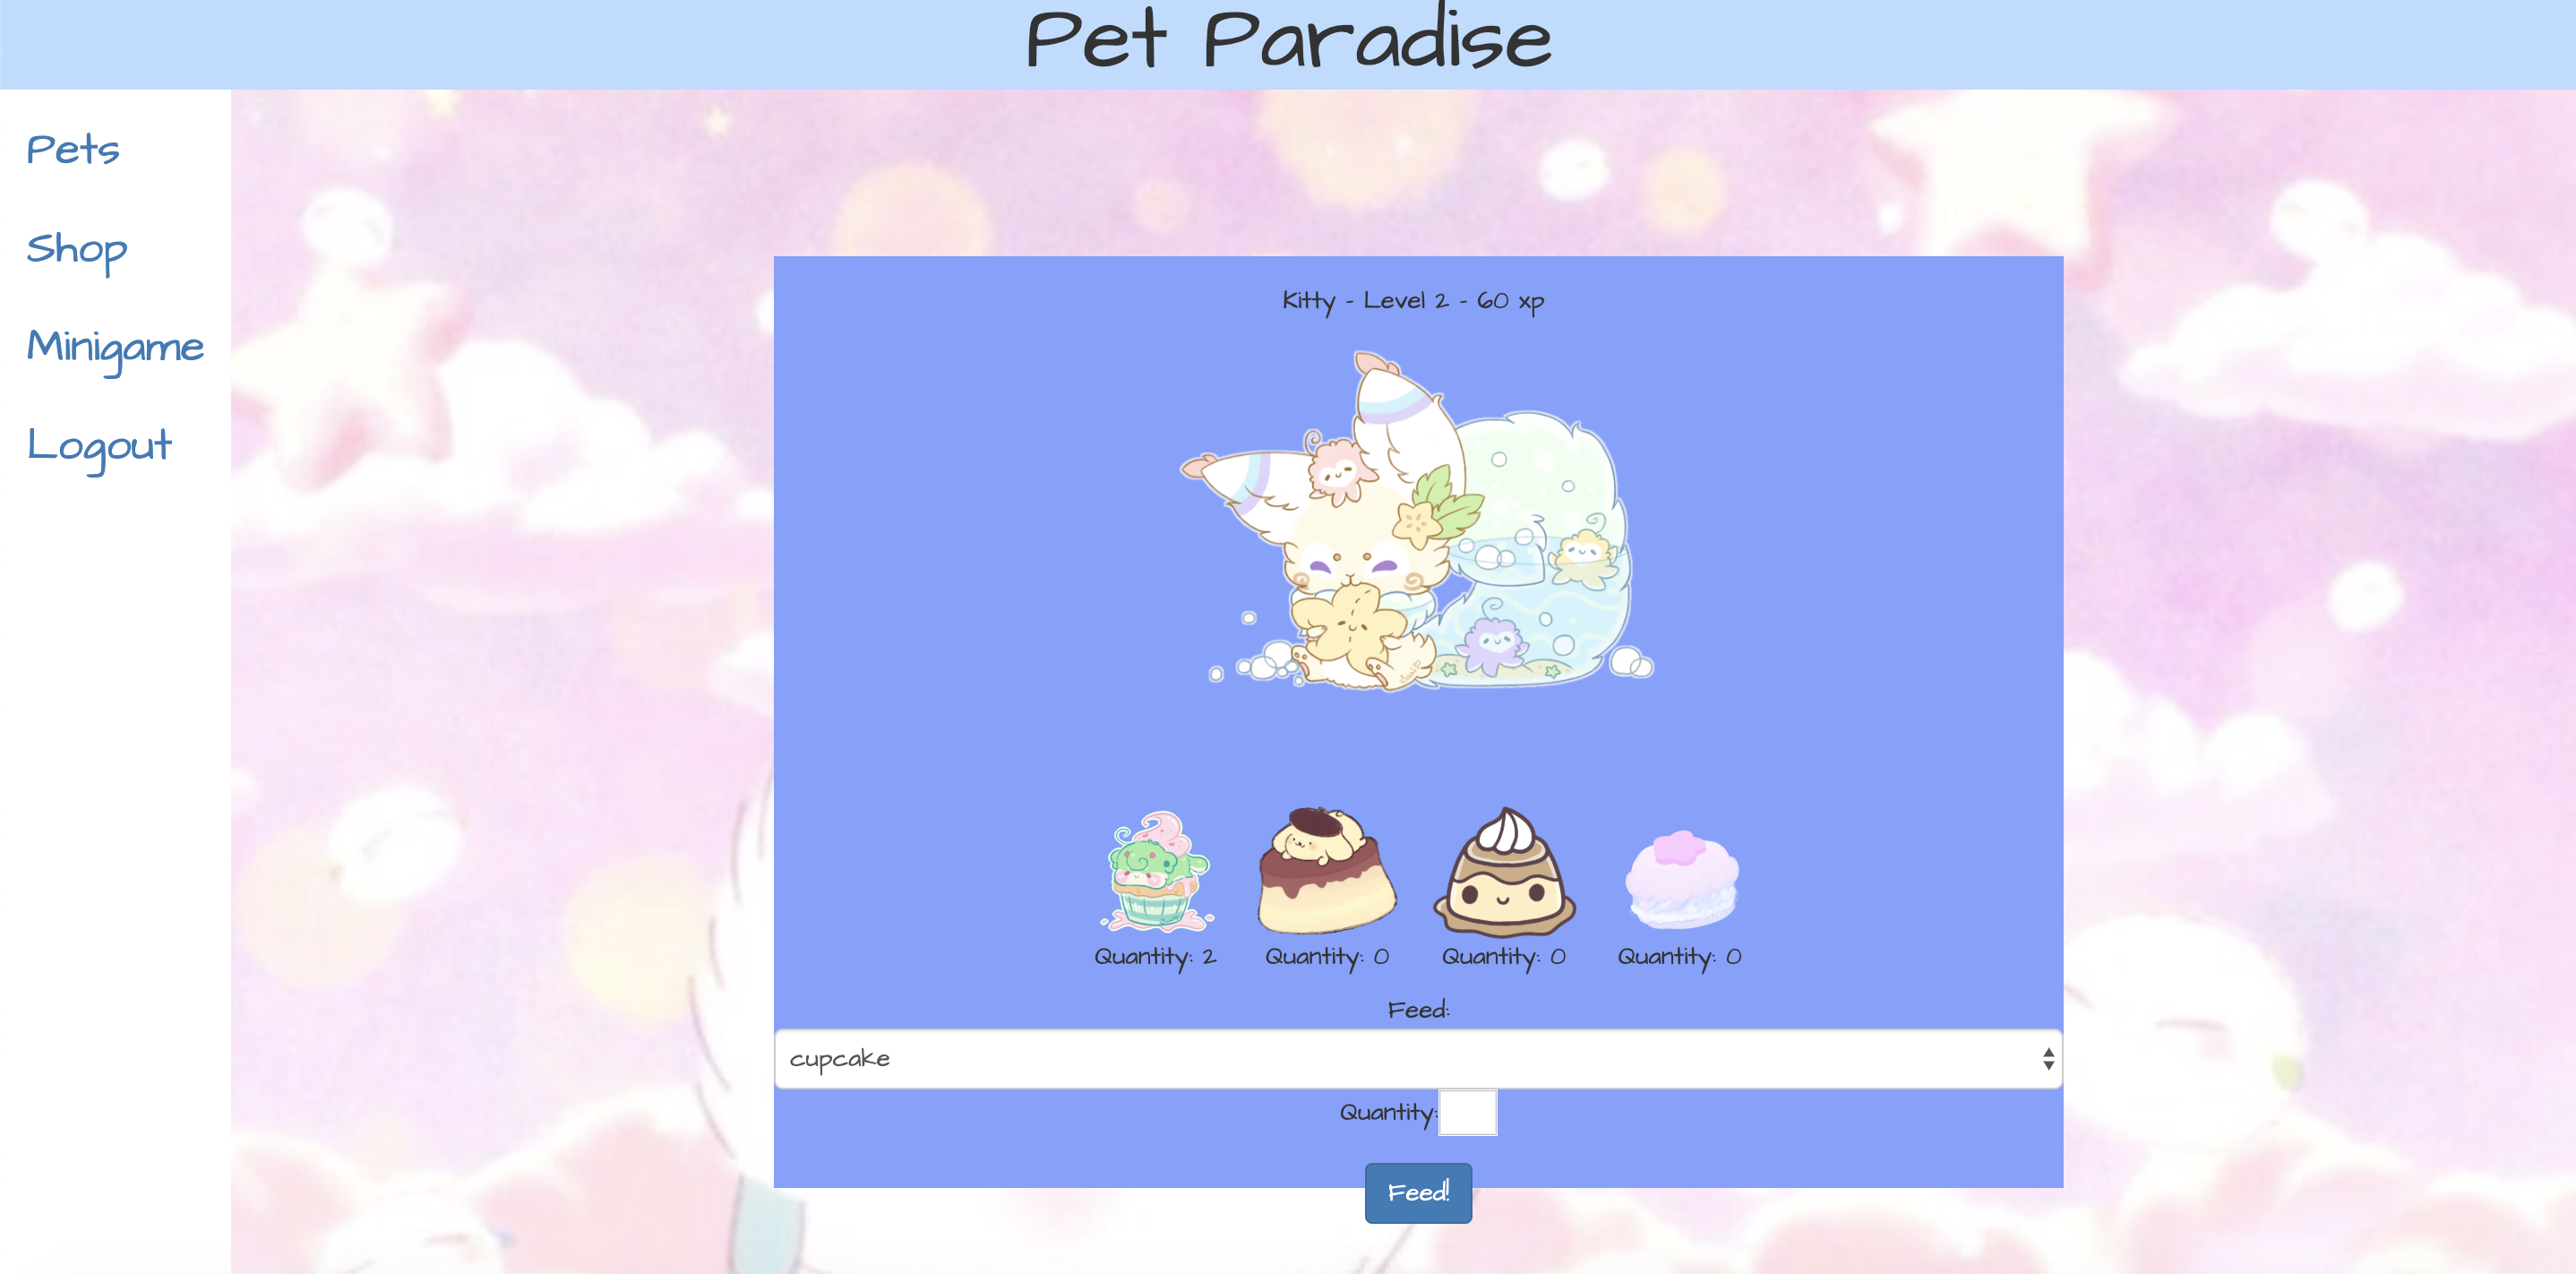 Pet Paradise
Pets
Shop
Minigame
Logout
Kitty - Level 2 - 60 xp
Quantity: 2
Quantity: 0
Quantity: 0
Quantity: 0
Feed:
cupcake
Quantity:
Feed!